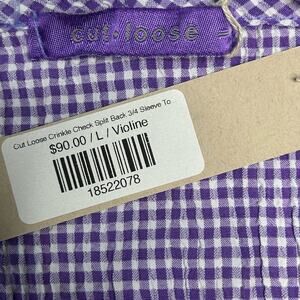 cut·loose
Cut Loose Crinkle Check Split Back 3/4 Sleeve To
$90.00 / L / Violine
18522078